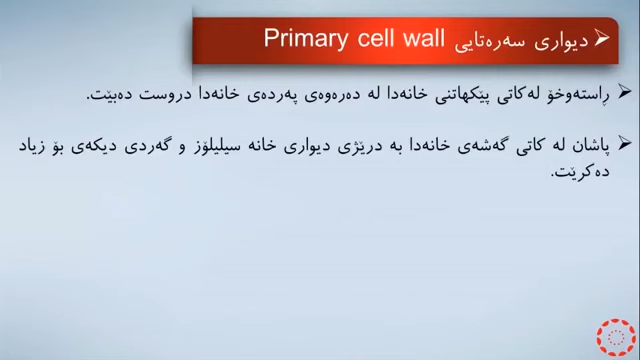 دیواری سەرەتایی Primary cell wall
ڕاستەوخۆ لەکاتی پێکهاتنی خانەدا لە دەرەوەی پەردەی خانەدا دروست دەبێت.
پاشان لە کاتی گەشەی خانەدا بە درێژی دیواری خانە سیلیلۆز و گەردی دیکەی بۆ زیاد
دەکرێت.